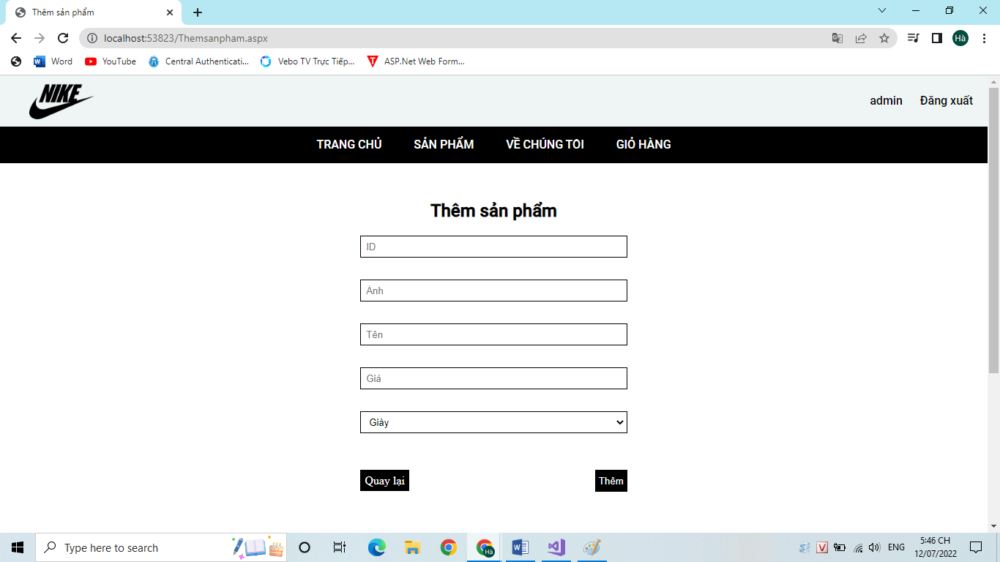 Thêm sản phẩm
localhost:53823/Themsanpham.aspx
Hà
Word
YouTube
Central Authenticati...
Vebo TV Trực Tiếp...
ASP.Net Web Form...
NIKE
admin
Đăng xuất
TRANG CHỦ
SẢN PHẨM
VỀ CHÚNG TÔI
GIỎ HÀNG
Thêm sản phẩm
ID
Ảnh
Tên
Giá
Giày
Quay lại
Thêm
Type here to search
Hà
ENG
5:46 CH
12/07/2022